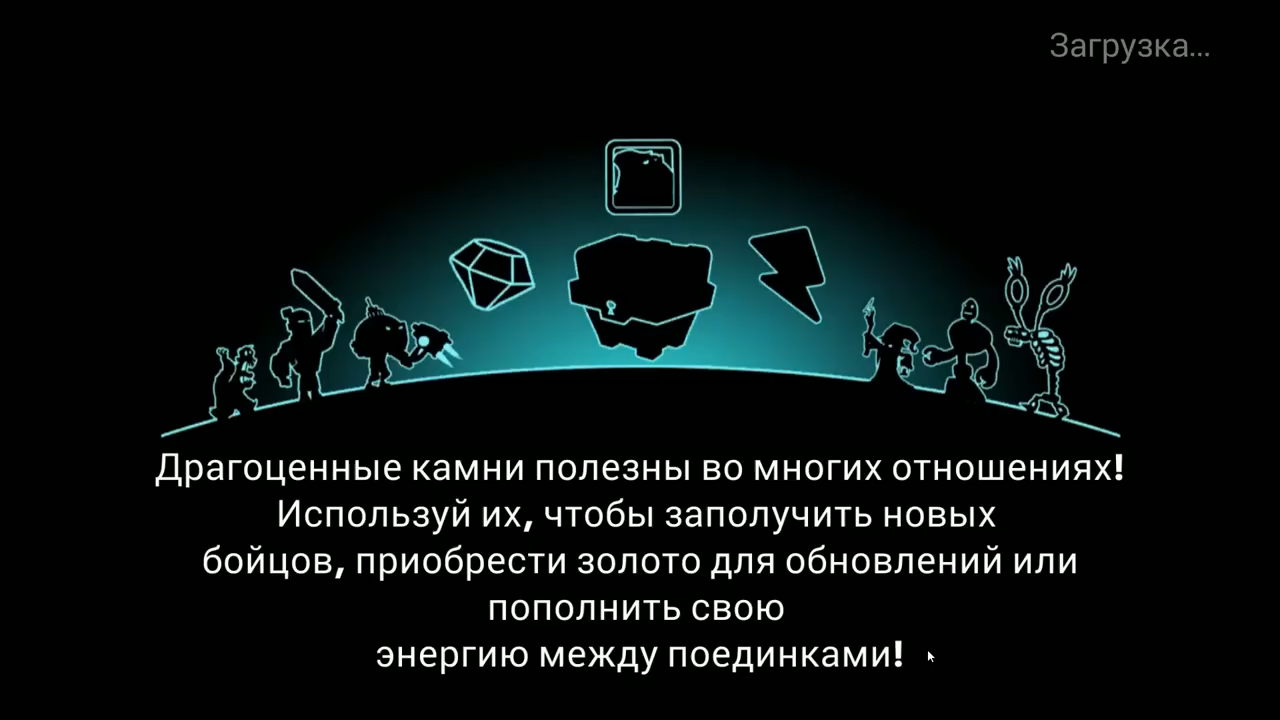 Загрузка...
Драгоценные камни полезны во многих отношениях!
Используй их, чтобы заполучить новых
бойцов, приобрести золото для обновлений или
пополнить свою
энергию между поединками!